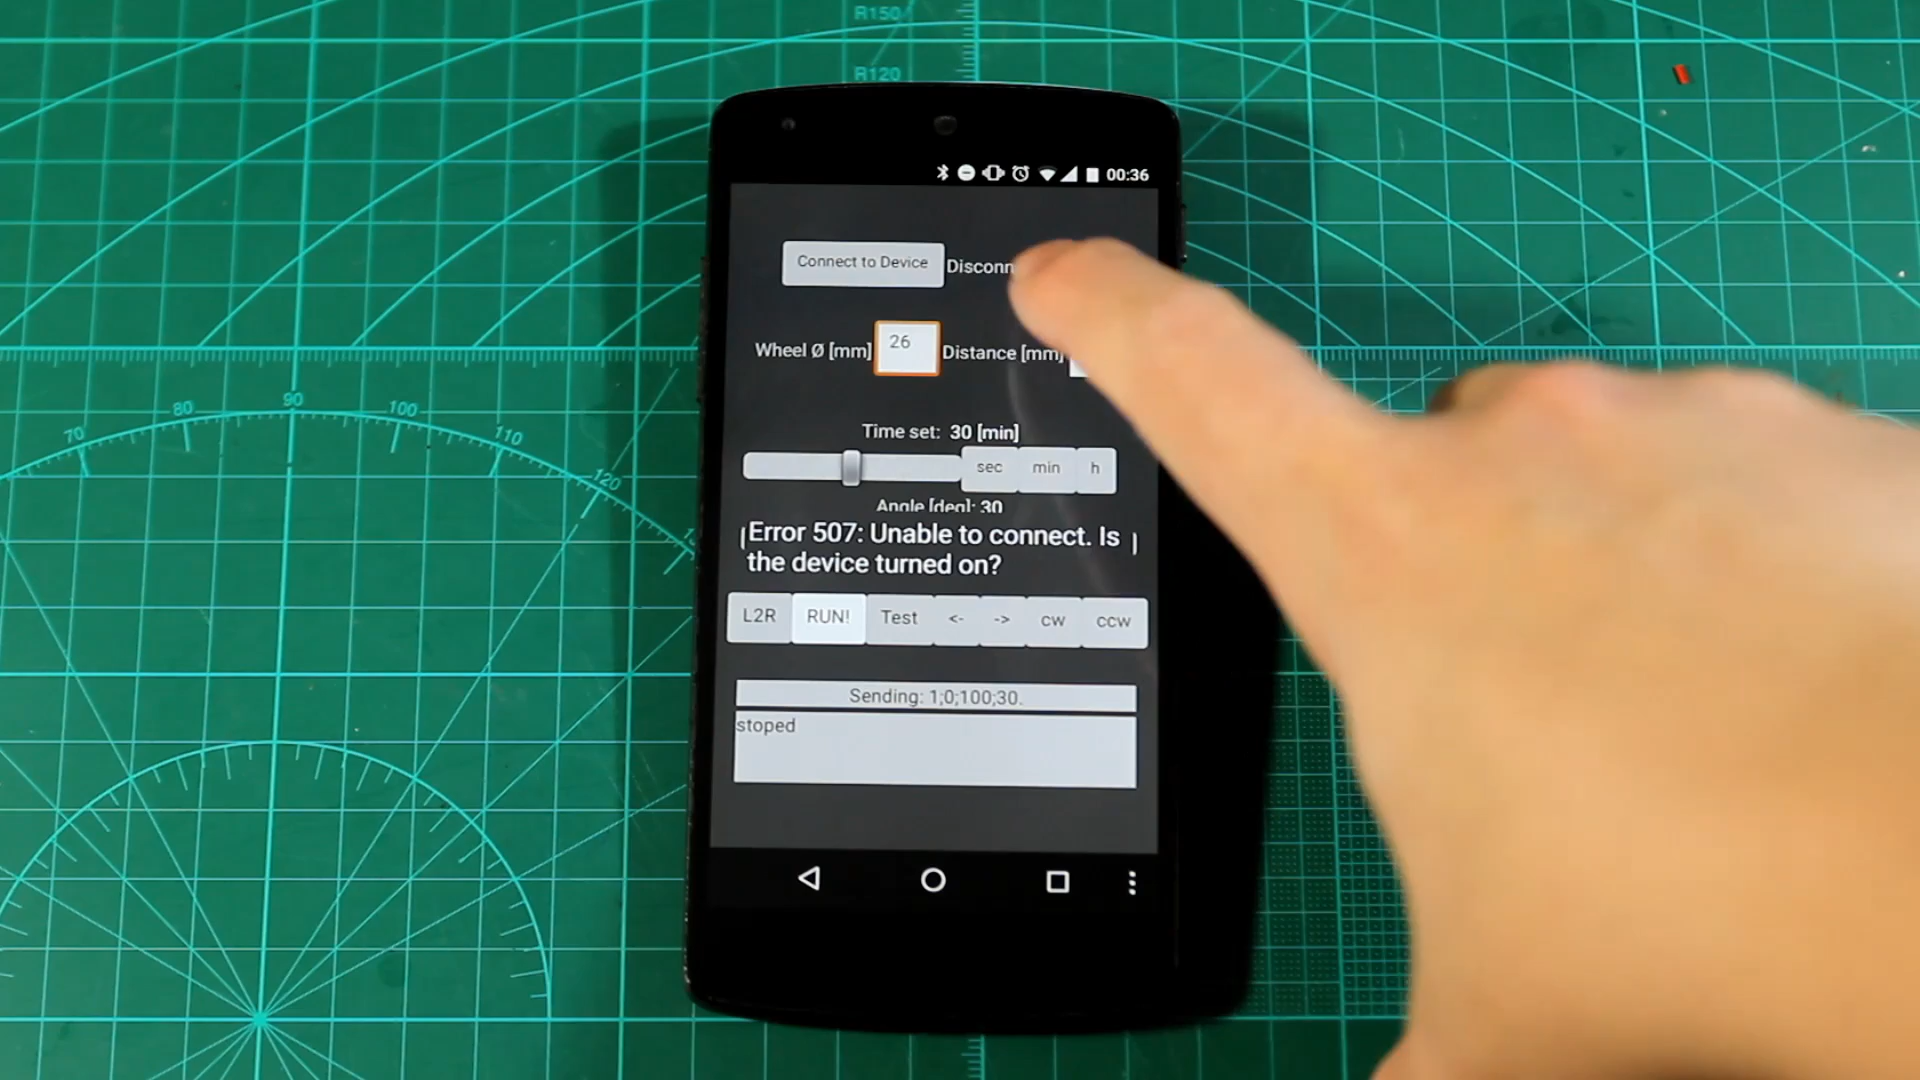 R150
R120
00:36
Connect to Device Disconn
Wheel Ø [mm] 26 Distance [mm]
Time set: 30 [min]
sec min h
Angle [deg]: 30
Error 507: Unable to connect. Is
the device turned on?
L2R RUN! Test <- -> cw ccw
Sending: 1;0;100;30.
stoped
70 80 90 100 110 120